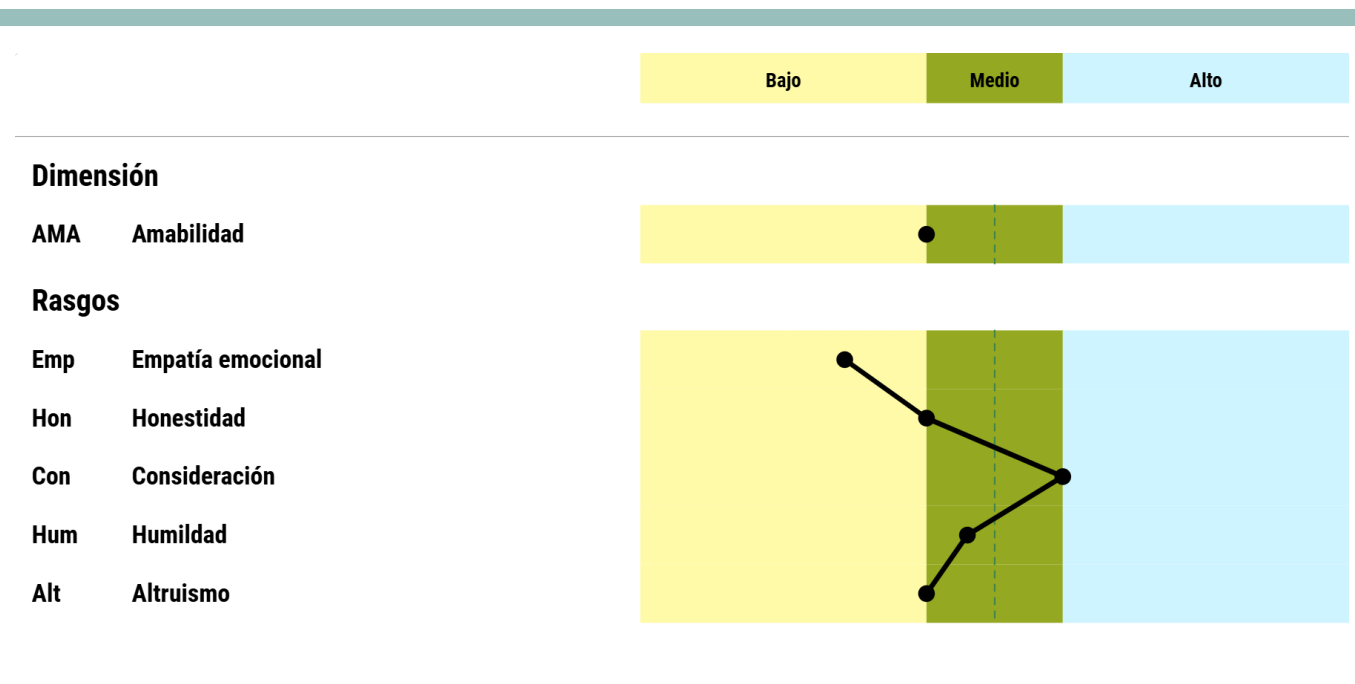 Bajo Medio Alto
Dimensión
AMA Amabilidad
Rasgos
Emp Empatía emocional
Hon Honestidad
Con Consideración
Hum Humildad
Alt Altruismo